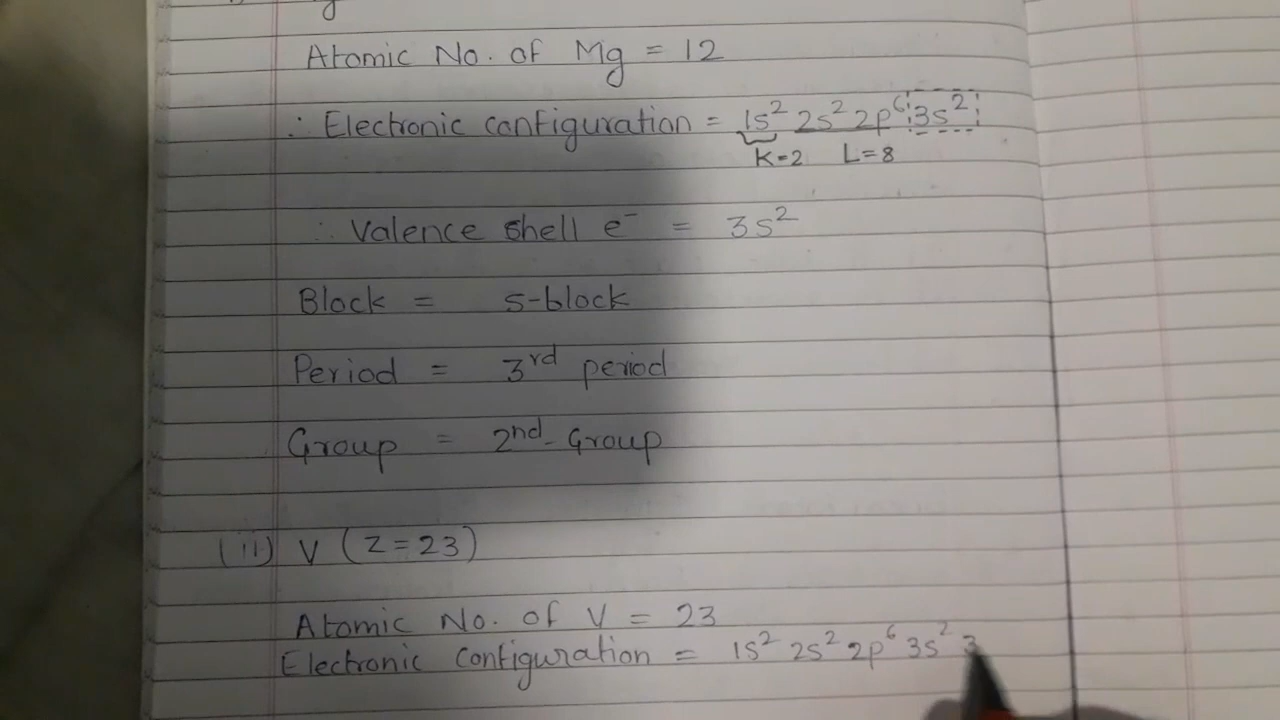 Atomic No. of Mg = 12
∴ Electronic configuration = 1s² 2s² 2p⁶ 3s²
K=2 L=8
∴ Valence shell e⁻ = 3s²
Block = s-block
Period = 3rd period
Group = 2nd Group
(ii) V (Z=23)
Atomic No. of V = 23
Electronic Configuration = 1s² 2s² 2p⁶ 3s² 3